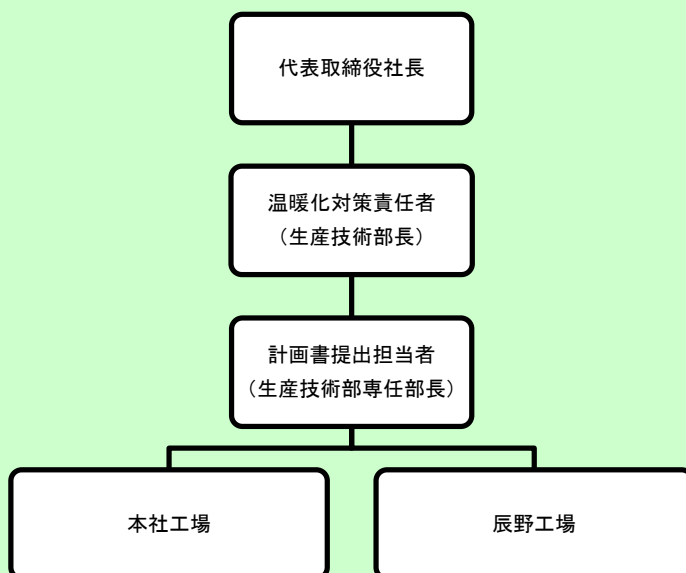 代表取締役社長
温暖化対策責任者
（生産技術部長）
計画書提出担当者
（生産技術部専任部長）
本社工場
辰野工場